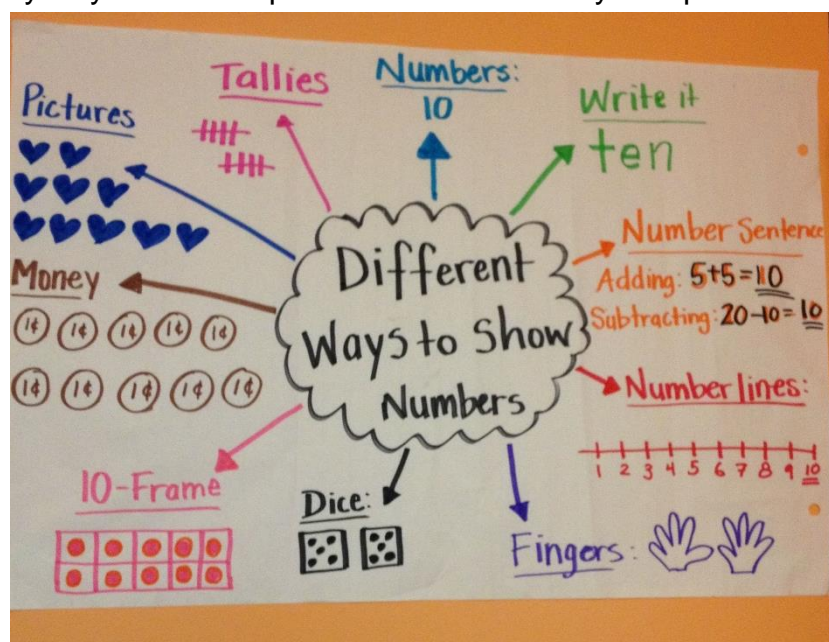 Pictures
Tallies
Numbers:
10
Write it
ten
Number Sentence
Adding: 5+5=10
Subtracting: 20-10=10
Money
1¢ 1¢ 1¢ 1¢ 1¢
1¢ 1¢ 1¢ 1¢ 1¢
Different
Ways to Show
Numbers
Number lines:
1 2 3 4 5 6 7 8 9 10
10-Frame
Dice:
Fingers: